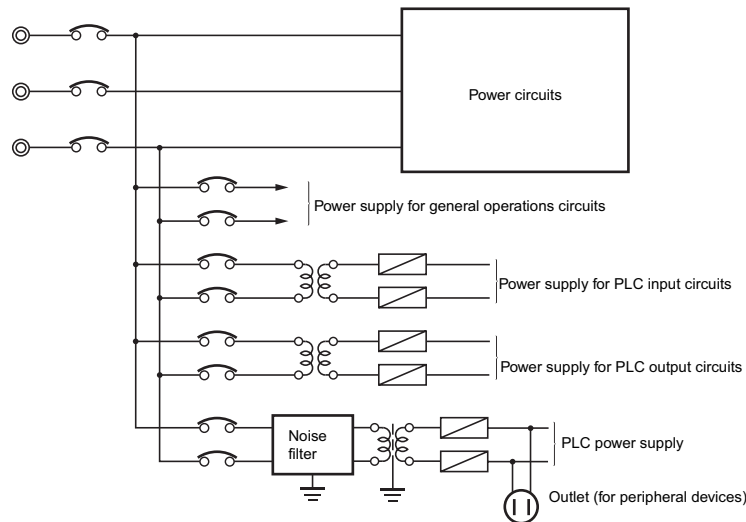 Power circuits
Power supply for general operations circuits
Power supply for PLC input circuits
Power supply for PLC output circuits
Noise
filter
PLC power supply
Outlet (for peripheral devices)